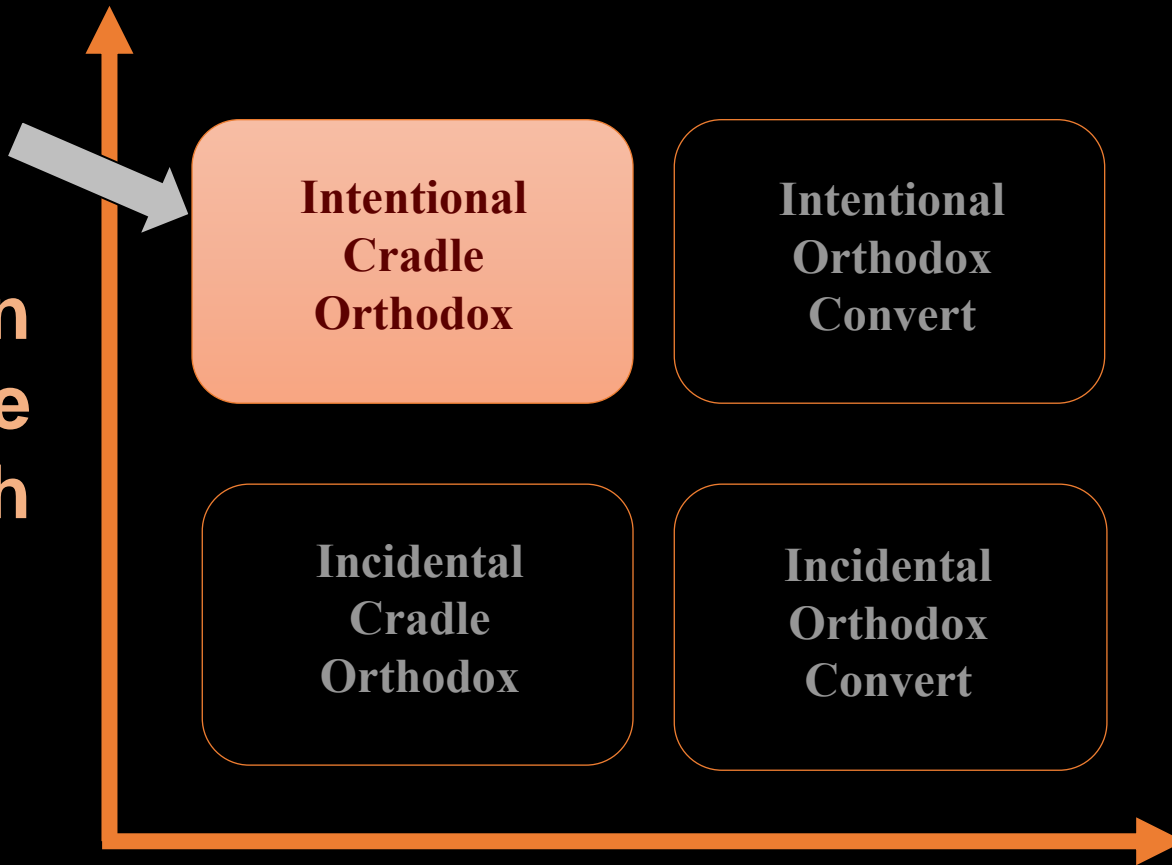 Intentional
Cradle
Orthodox
Intentional
Orthodox
Convert
Incidental
Cradle
Orthodox
Incidental
Orthodox
Convert